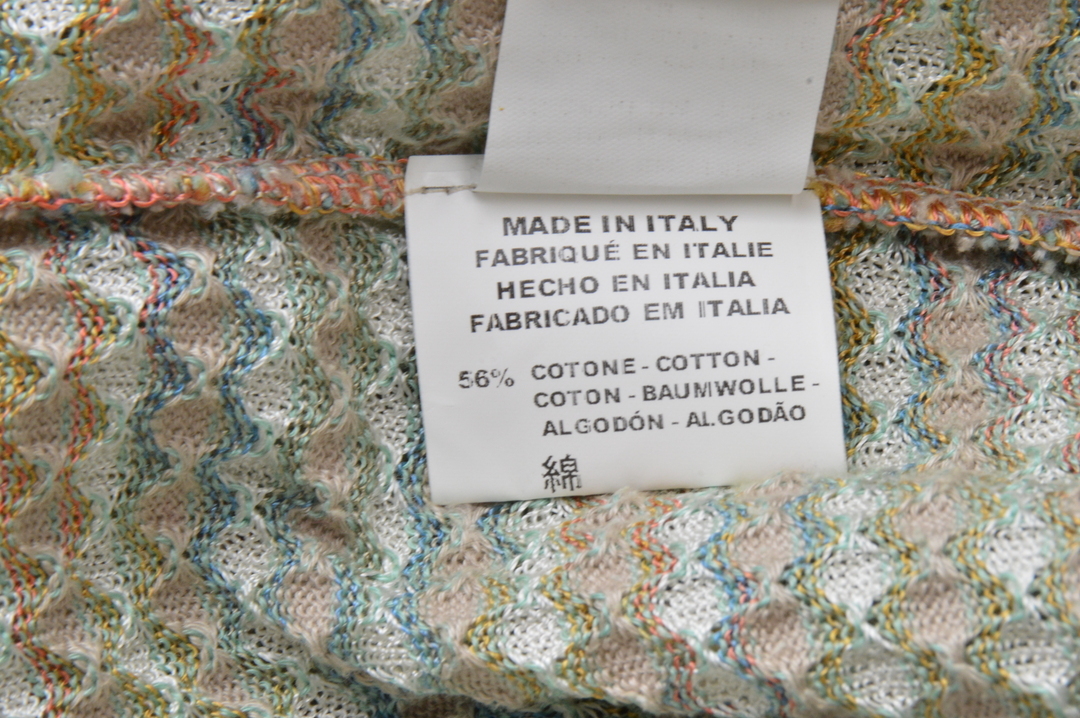 MADE IN ITALY
FABRIQUÉ EN ITALIE
HECHO EN ITALIA
FABRICADO EM ITALIA
56% COTONE - COTTON -
COTON - BAUMWOLLE -
ALGODÓN - ALGODÃO
綿